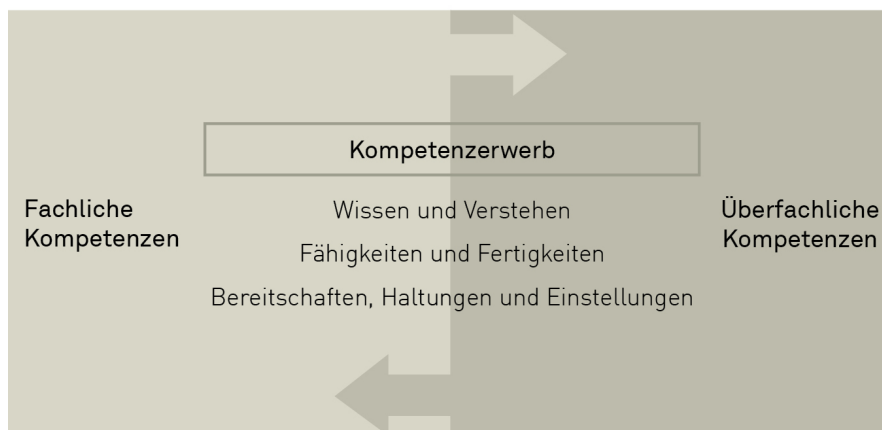 Kompetenzerwerb
Fachliche
Kompetenzen
Wissen und Verstehen
Fähigkeiten und Fertigkeiten
Bereitschaften, Haltungen und Einstellungen
Überfachliche
Kompetenzen